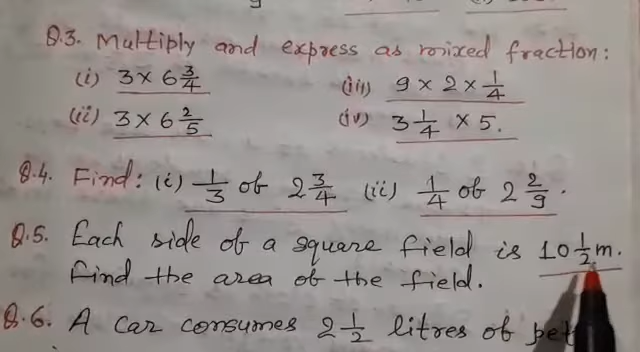 Q.3. Multiply and express as mixed fraction:
(i) 3 × 6 3/4 (iii) 9 × 2 × 1/4
(ii) 3 × 6 2/5 (iv) 3 1/4 × 5.
Q.4. Find: (i) 1/3 of 2 3/4 (ii) 1/4 of 2 2/9.
Q.5. Each side of a square field is 10 1/2 m.
Find the area of the field.
Q.6. A car consumes 2 1/2 litres of